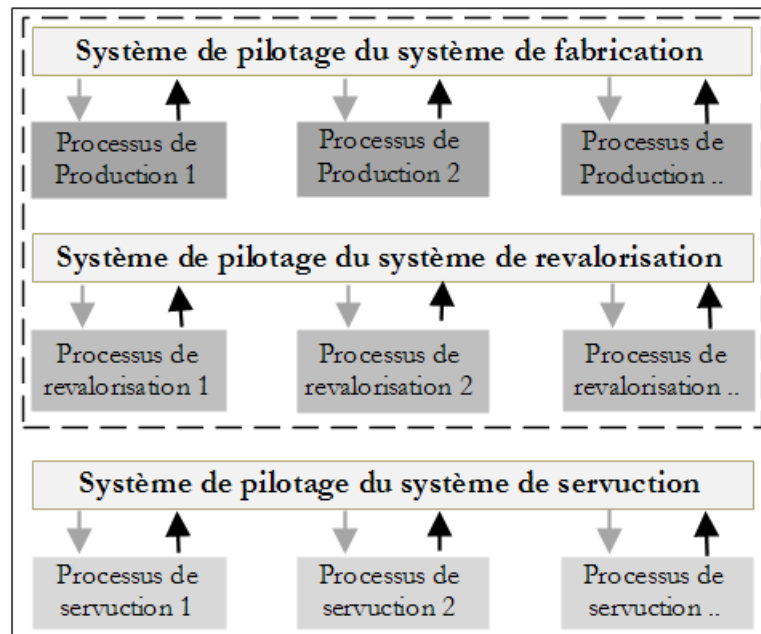 Système de pilotage du système de fabrication
Processus de
Production 1
Processus de
Production 2
Processus de
Production ..
Système de pilotage du système de revalorisation
Processus de
revalorisation 1
Processus de
revalorisation 2
Processus de
revalorisation ..
Système de pilotage du système de servuction
Processus de
servuction 1
Processus de
servuction 2
Processus de
servuction ..